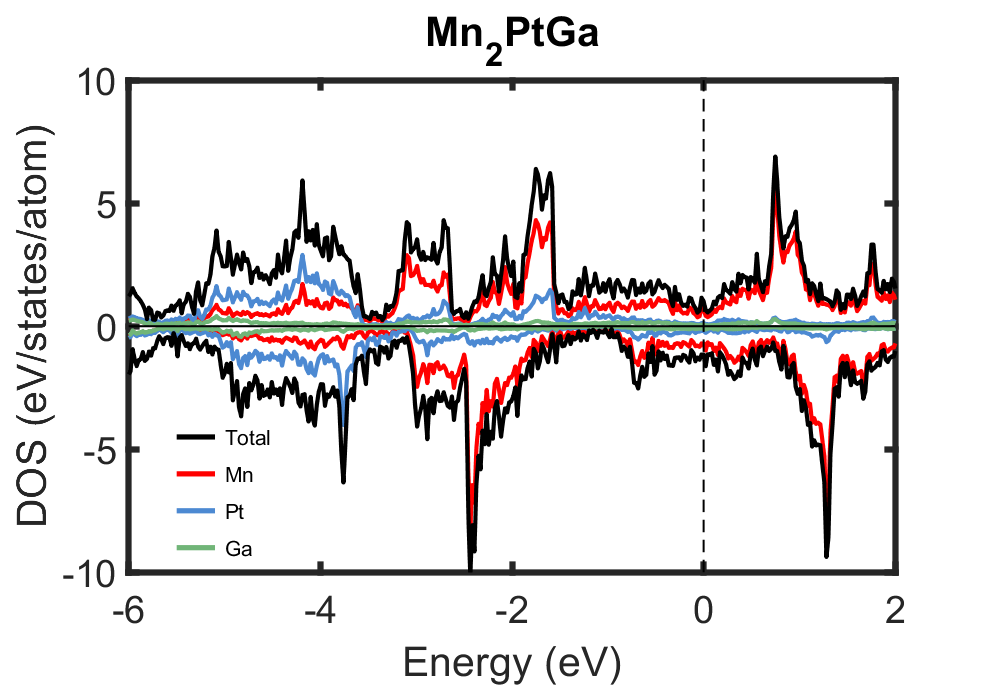 Mn2PtGa
DOS (eV/states/atom)
10
5
0
-5
-10
Total
Mn
Pt
Ga
-6 -4 -2 0 2
Energy (eV)